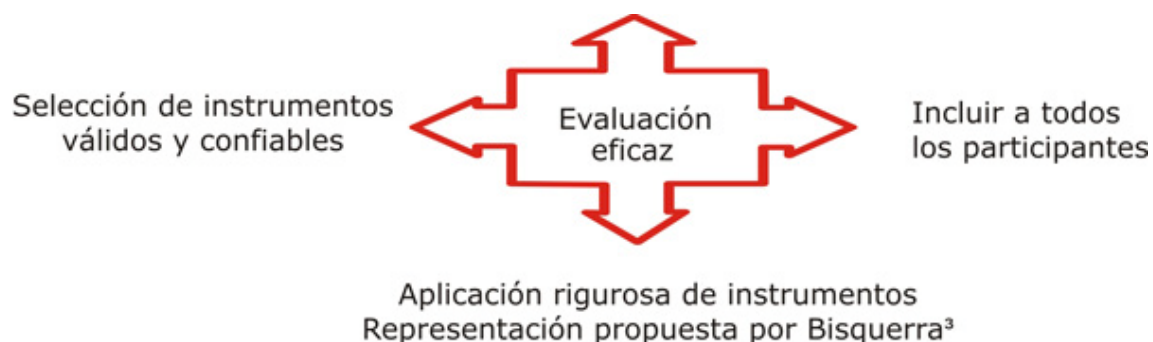 Selección de instrumentos
válidos y confiables
Evaluación
eficaz
Incluir a todos
los participantes
Aplicación rigurosa de instrumentos
Representación propuesta por Bisquerra³